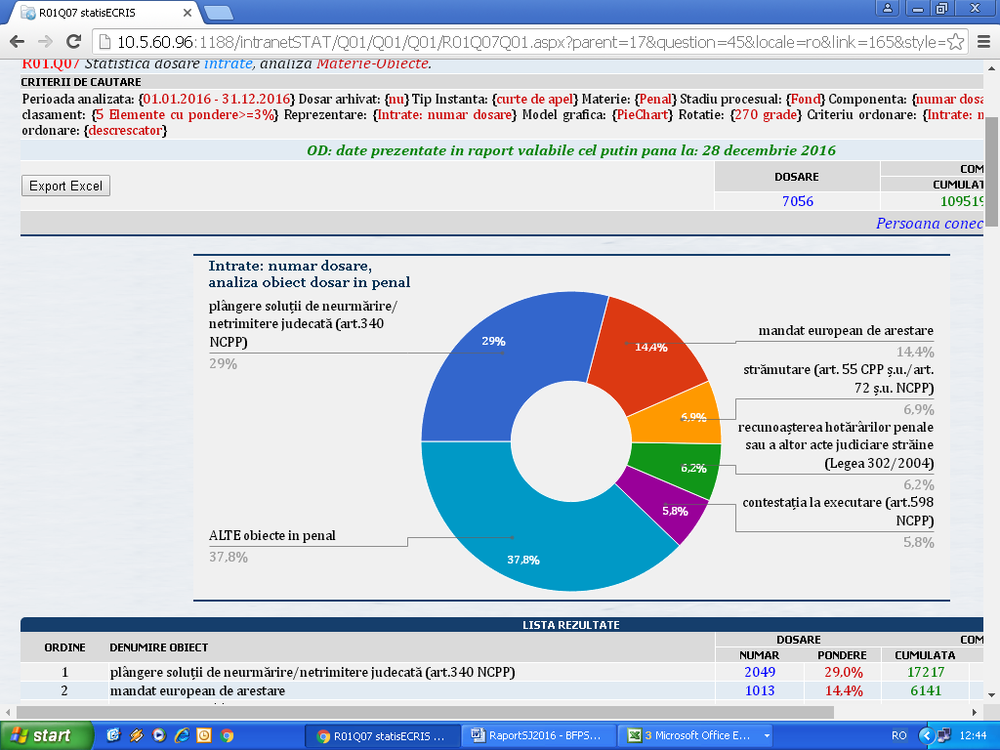 R01Q07 statisECRIS
10.5.60.96:1188/intranetSTAT/Q01/Q01/Q01/R01Q07Q01.aspx?parent=17&question=45&locale=ro&link=165&style=
R01.Q07 Statistica dosare intrate, analiza Materie-Obiecte.
CRITERII DE CAUTARE
Perioada analizata: {01.01.2016 - 31.12.2016} Dosar arhivat: {nu} Tip Instanta: {curte de apel} Materie: {Penal} Stadiu procesual: {Fond} Componenta: {numar dosa
clasament: {5 Elemente cu pondere>=3%} Reprezentare: {Intrate: numar dosare} Model grafica: {PieChart} Rotatie: {270 grade} Criteriu ordonare: {Intrate: n
ordonare: {descrescator}
OD: date prezentate in raport valabile cel putin pana la: 28 decembrie 2016
Export Excel
DOSARE
COM
CUMULAT
7056
109519
Persoana conec
Intrate: numar dosare,
analiza obiect dosar in penal
plângere soluții de neurmărire/
netrimitere judecată (art.340
NCPP)
29%
29%
14,4%
mandat european de arestare
14,4%
strămutare (art. 55 CPP ș.u./art.
72 ș.u. NCPP)
6,9%
6,9%
recunoașterea hotărârilor penale
sau a altor acte judiciare străine
(Legea 302/2004)
6,2%
6,2%
contestația la executare (art.598
NCPP)
5,8%
5,8%
ALTE obiecte in penal
37,8%
37,8%
LISTA REZULTATE
ORDINE DENUMIRE OBIECT DOSARE COM
NUMAR PONDERE CUMULATA
1 plângere soluții de neurmărire/netrimitere judecată (art.340 NCPP) 2049 29,0% 17217
2 mandat european de arestare 1013 14,4% 6141
start
R01Q07 statisECRIS ...
RaportSJ2016 - BFPS...
3 Microsoft Office E...
RO
12:44